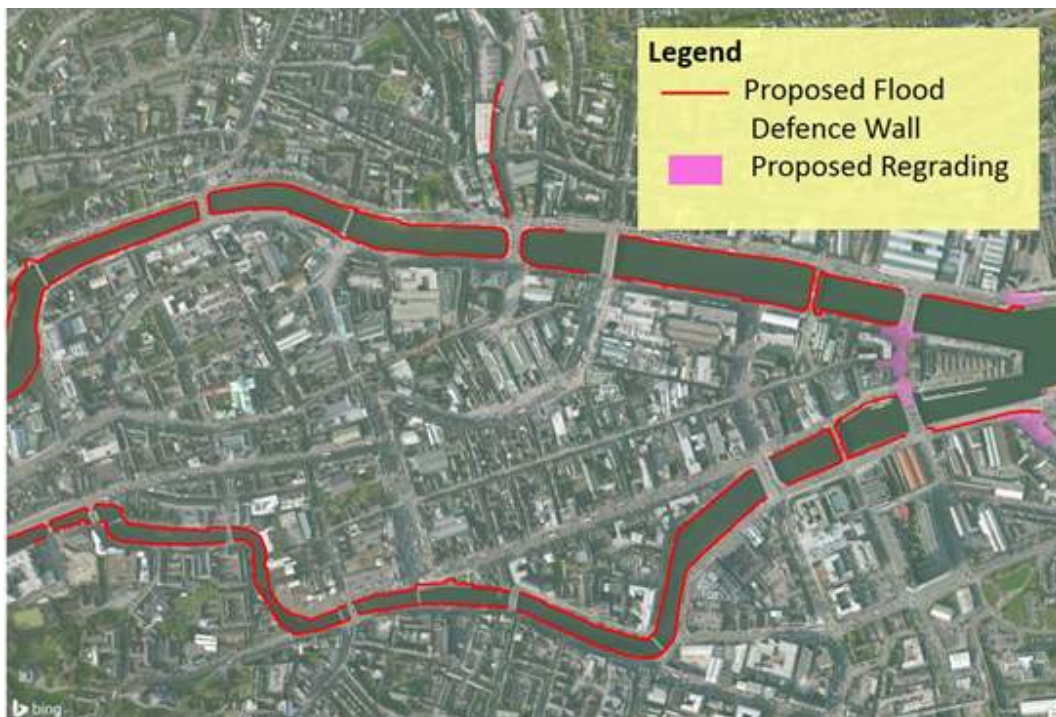 Legend
Proposed Flood
Defence Wall
Proposed Regrading
bing